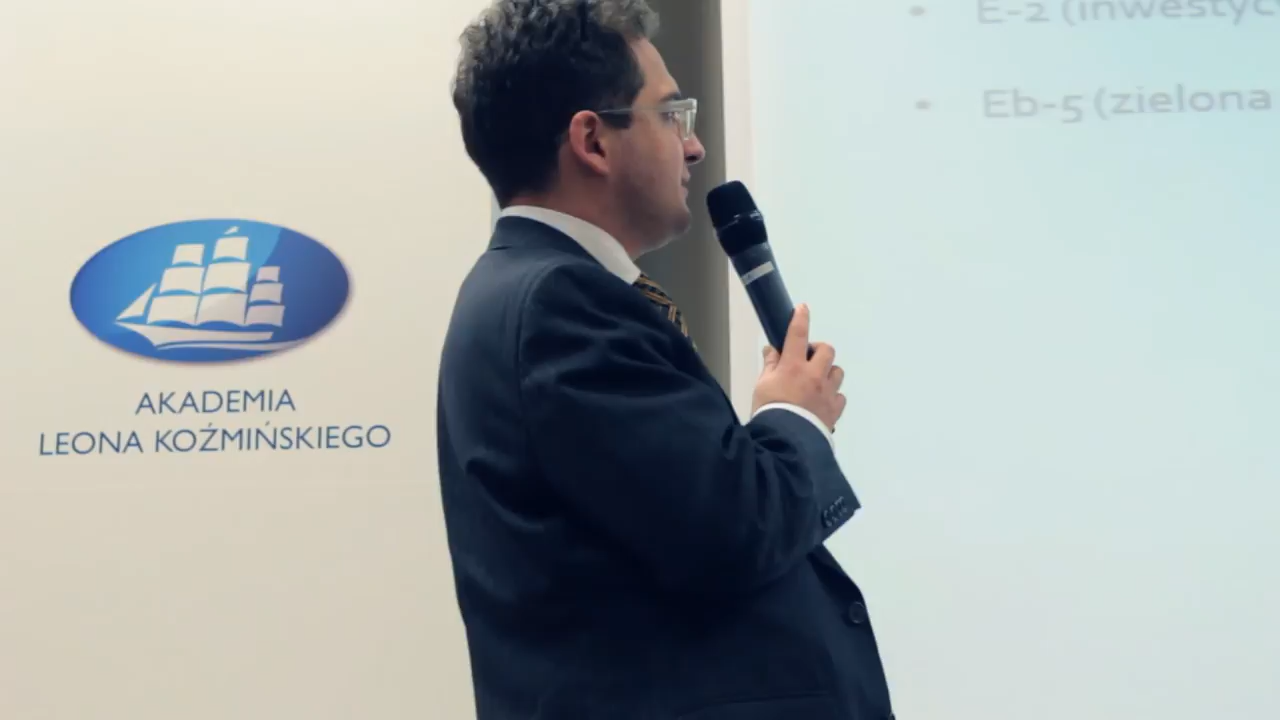 AKADEMIA
LEONA KOŹMIŃSKIEGO
• E-2 (inwestyc
• Eb-5 (zielona